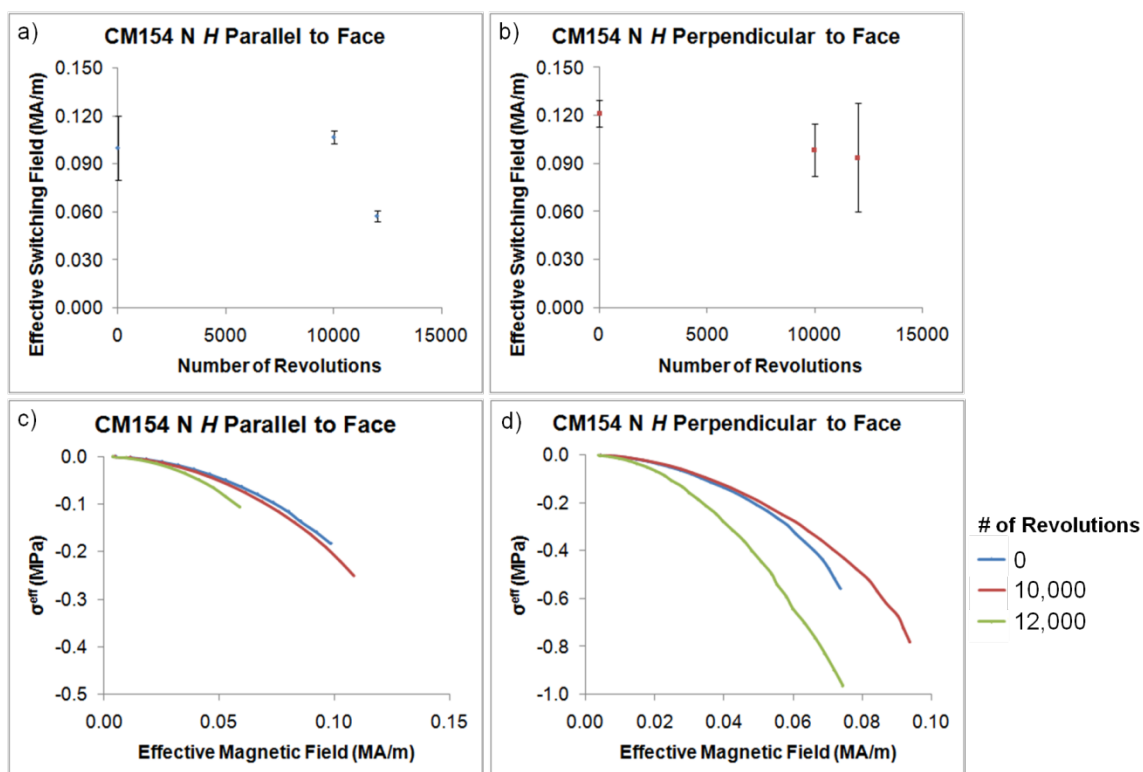 a)
CM154 N H Parallel to Face
Effective Switching Field (MA/m)
0.150
0.120
0.090
0.060
0.030
0.000
0
5000
10000
15000
Number of Revolutions
b)
CM154 N H Perpendicular to Face
Effective Switching Field (MA/m)
0.150
0.120
0.090
0.060
0.030
0.000
0
5000
10000
15000
Number of Revolutions
c)
CM154 N H Parallel to Face
σeff (MPa)
0.0
-0.1
-0.2
-0.3
-0.4
-0.5
0.00
0.05
0.10
0.15
Effective Magnetic Field (MA/m)
d)
CM154 N H Perpendicular to Face
σeff (MPa)
0.0
-0.2
-0.4
-0.6
-0.8
-1.0
0.00
0.02
0.04
0.06
0.08
0.10
Effective Magnetic Field (MA/m)
# of Revolutions
0
10,000
12,000